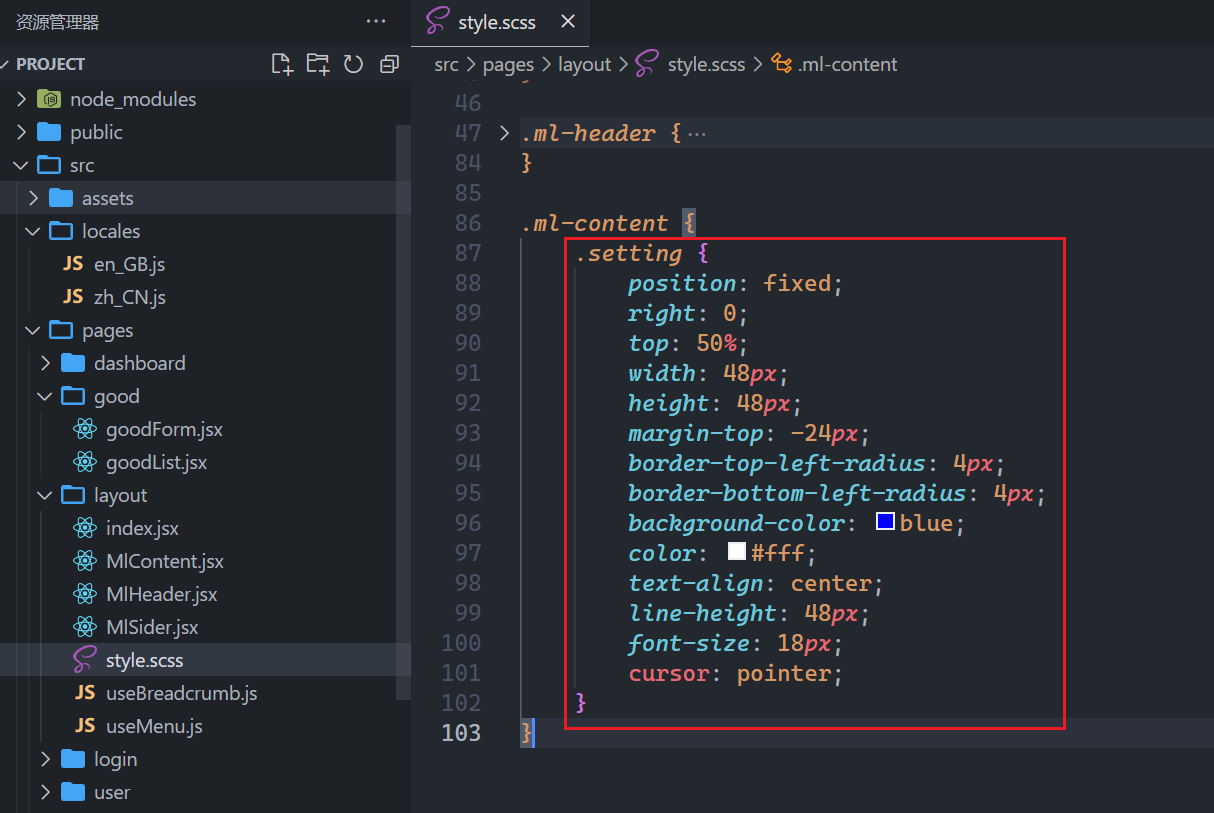 资源管理器
···
style.scss
PROJECT
src > pages > layout > style.scss > .ml-content
node_modules
public
src
assets
locales
JS en_GB.js
JS zh_CN.js
pages
dashboard
good
goodForm.jsx
goodList.jsx
layout
index.jsx
MlContent.jsx
MlHeader.jsx
MlSider.jsx
style.scss
JS useBreadcrumb.js
JS useMenu.js
login
user
46
47 > .ml-header { ···
84 }
85
86 .ml-content {
87 .setting {
88 position: fixed;
89 right: 0;
90 top: 50%;
91 width: 48px;
92 height: 48px;
93 margin-top: -24px;
94 border-top-left-radius: 4px;
95 border-bottom-left-radius: 4px;
96 background-color: blue;
97 color: #fff;
98 text-align: center;
99 line-height: 48px;
100 font-size: 18px;
101 cursor: pointer;
102 }
103 }